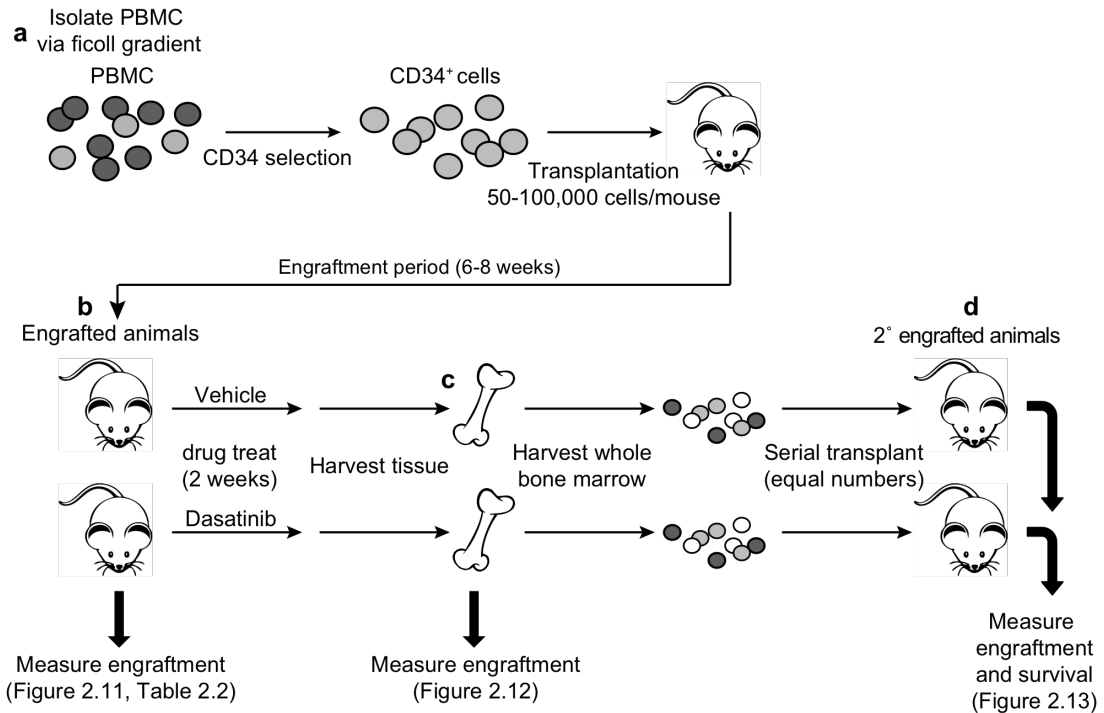 a
Isolate PBMC
via ficoll gradient
PBMC
CD34⁺ cells
CD34 selection
Transplantation
50-100,000 cells/mouse
Engraftment period (6-8 weeks)
b
Engrafted animals
d
2° engrafted animals
Vehicle
c
drug treat
(2 weeks)
Harvest tissue
Harvest whole
bone marrow
Serial transplant
(equal numbers)
Dasatinib
Measure engraftment
(Figure 2.11, Table 2.2)
Measure engraftment
(Figure 2.12)
Measure
engraftment
and survival
(Figure 2.13)